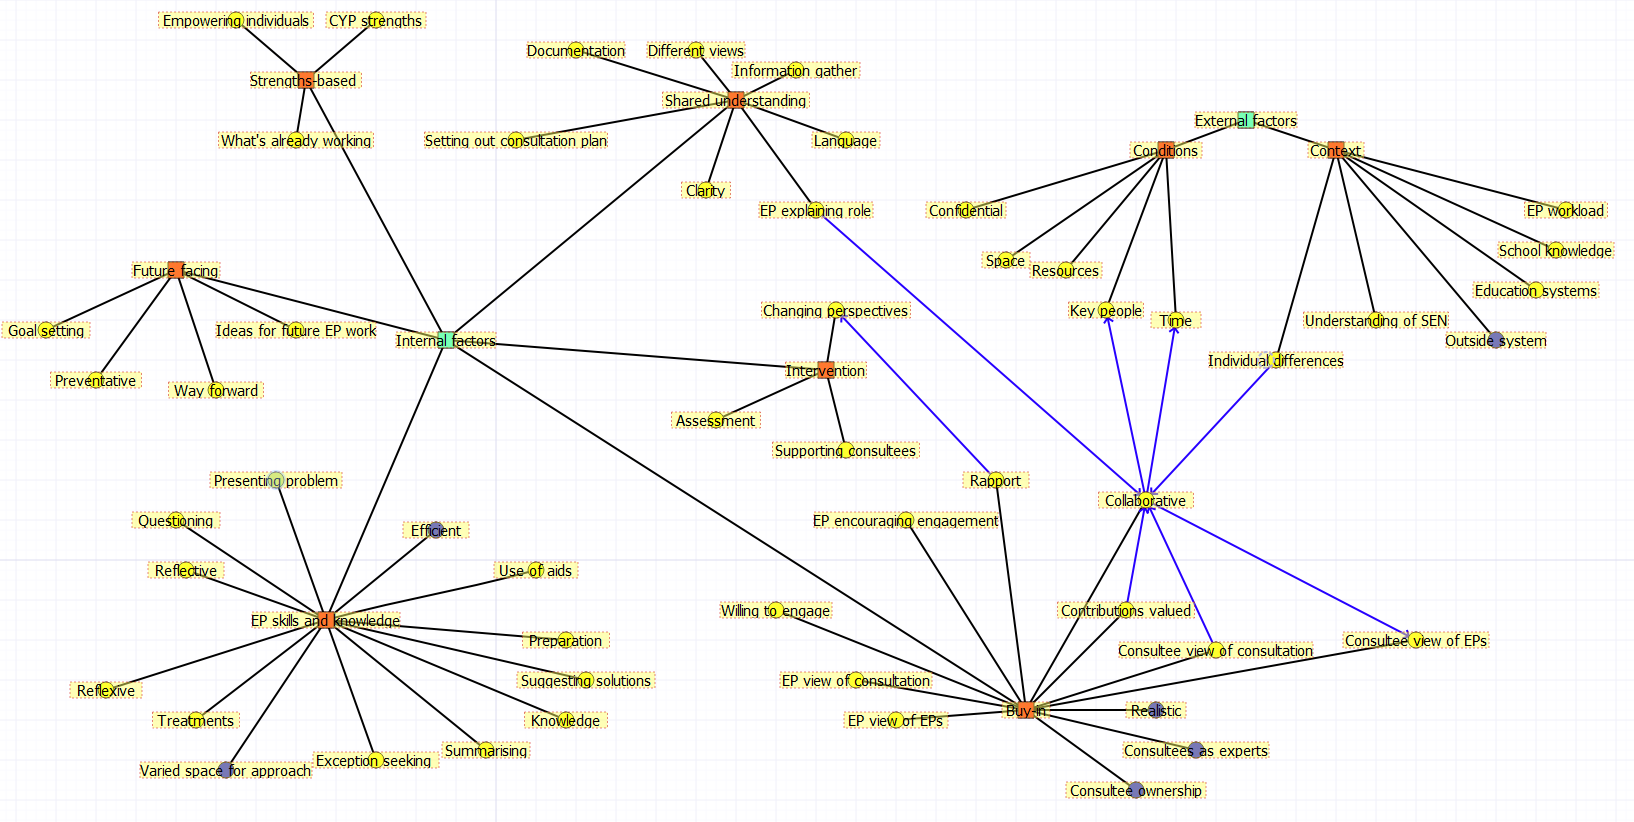 Empowering individuals
CYP strengths
Documentation
Different views
Information gather
Strengths-based
Shared understanding
External factors
What's already working
Setting out consultation plan
Language
Conditions
Context
Clarity
EP explaining role
Confidential
EP workload
School knowledge
Space
Resources
Future facing
Education systems
Changing perspectives
Key people
Time
Understanding of SEN
Goal setting
Ideas for future EP work
Internal factors
Outside system
Individual differences
Intervention
Preventative
Way forward
Assessment
Supporting consultees
Presenting problem
Rapport
Collaborative
Questioning
Efficient
EP encouraging engagement
Reflective
Use of aids
Willing to engage
Contributions valued
EP skills and knowledge
Preparation
Consultee view of consultation
Consultee view of EPs
Reflexive
Suggesting solutions
EP view of consultation
Treatments
Knowledge
EP view of EPs
Buy-in
Realistic
Summarising
Consultees as experts
Varied space for approach
Exception seeking
Consultee ownership